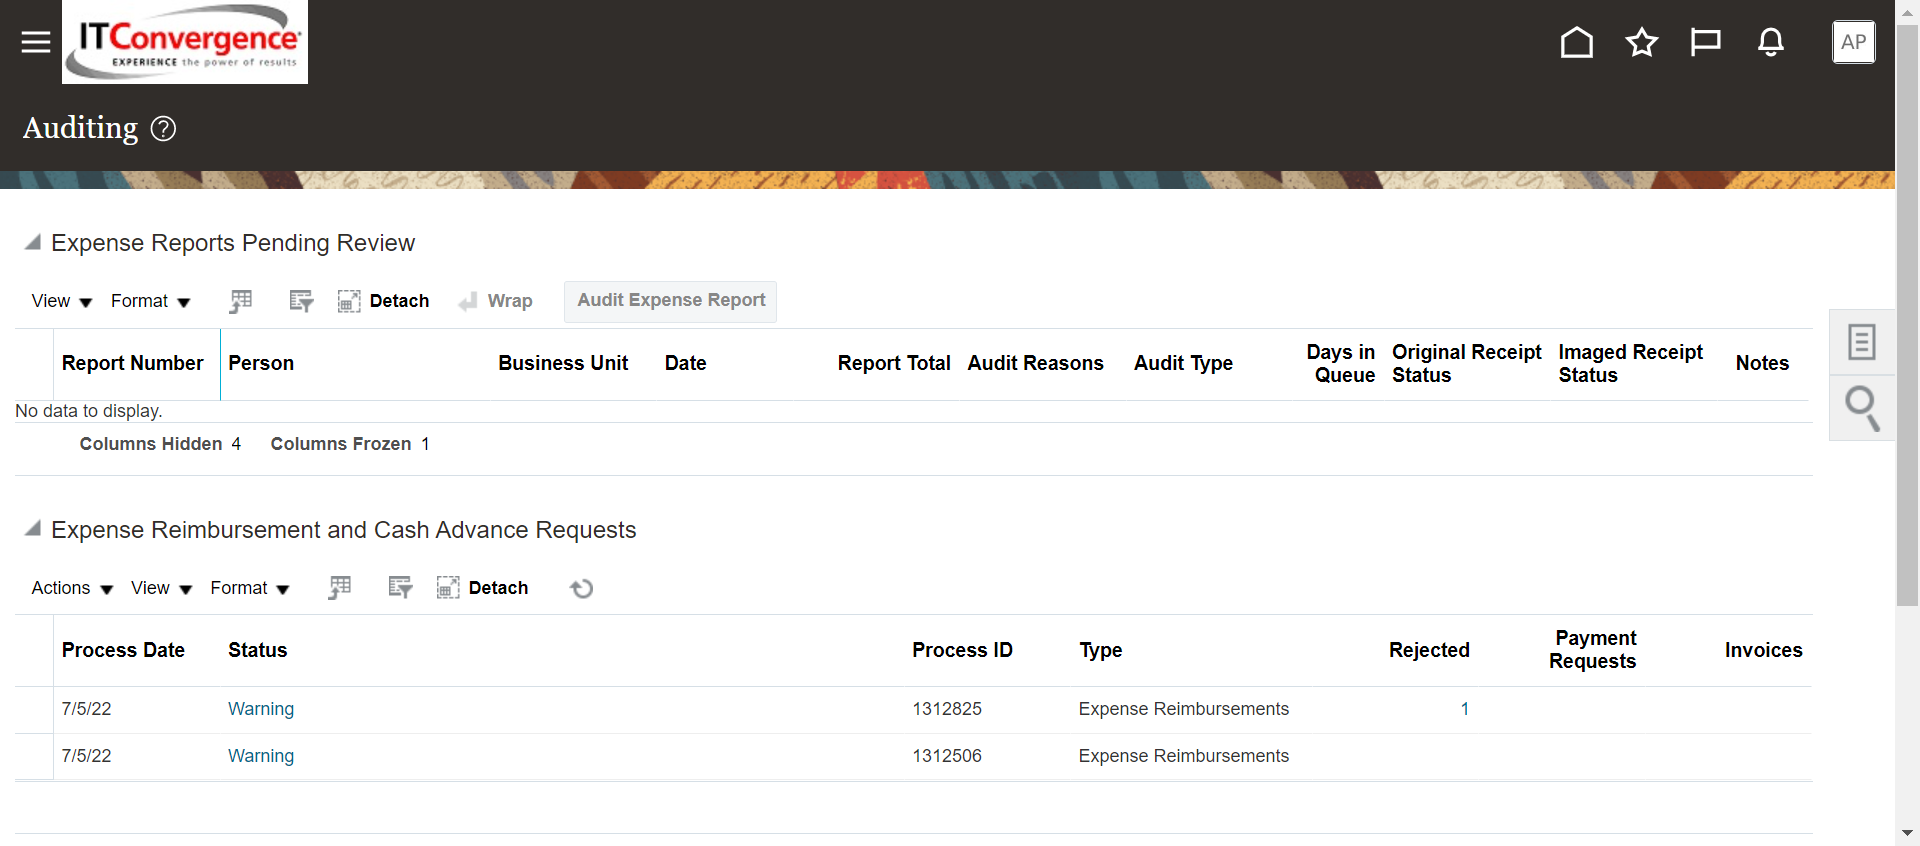 ITConvergence
EXPERIENCE the power of results
AP
Auditing ?
Expense Reports Pending Review
View Format Detach Wrap Audit Expense Report
Report Number Person Business Unit Date Report Total Audit Reasons Audit Type Days in Queue Original Receipt Status Imaged Receipt Status Notes
No data to display.
Columns Hidden 4 Columns Frozen 1
Expense Reimbursement and Cash Advance Requests
Actions View Format Detach
Process Date Status Process ID Type Rejected Payment Requests Invoices
7/5/22 Warning 1312825 Expense Reimbursements 1
7/5/22 Warning 1312506 Expense Reimbursements